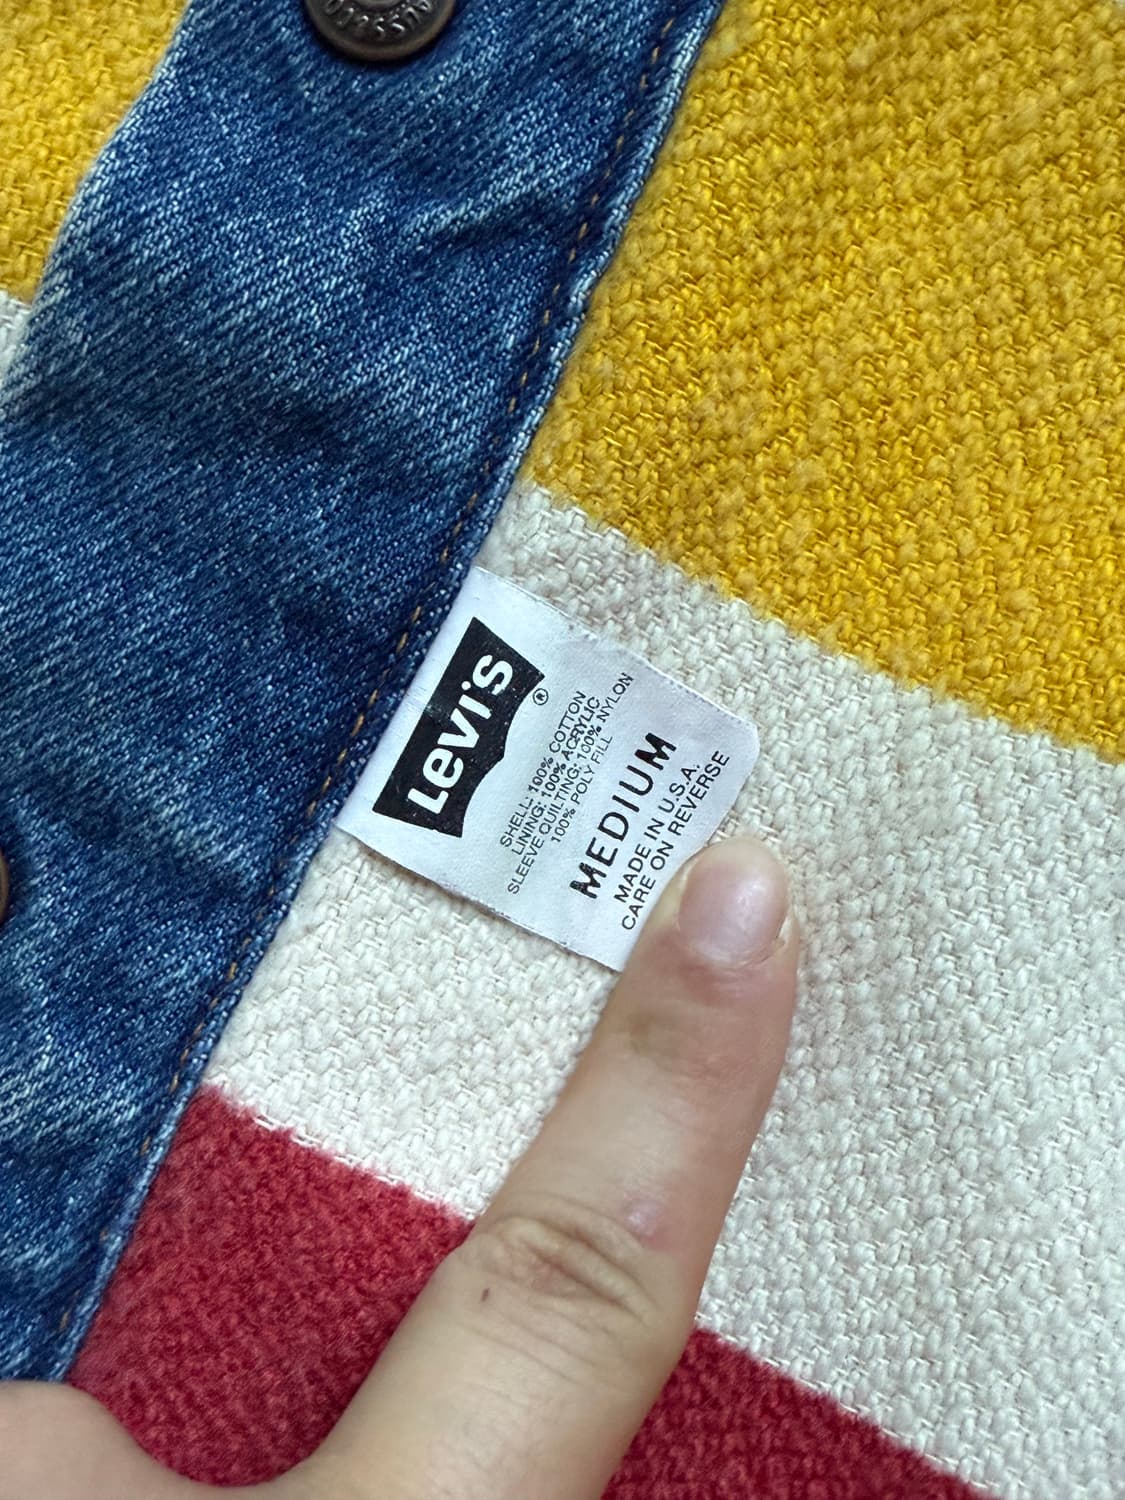 Levi's®
SHELL: 100% COTTON
LINING: 100% ACRYLIC
SLEEVE QUILTING: 100% NYLON
100% POLY FILL
MEDIUM
MADE IN U.S.A.
CARE ON REVERSE